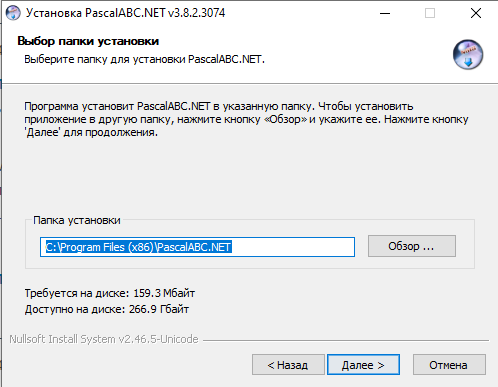 Установка PascalABC.NET v3.8.2.3074
Выбор папки установки
Выберите папку для установки PascalABC.NET.
Программа установит PascalABC.NET в указанную папку. Чтобы установить
приложение в другую папку, нажмите кнопку «Обзор» и укажите ее. Нажмите кнопку
'Далее' для продолжения.
Папка установки
C:\Program Files (x86)\PascalABC.NET
Обзор ...
Требуется на диске: 159.3 Мбайт
Доступно на диске: 266.9 Гбайт
Nullsoft Install System v2.46.5-Unicode
< Назад
Далее >
Отмена